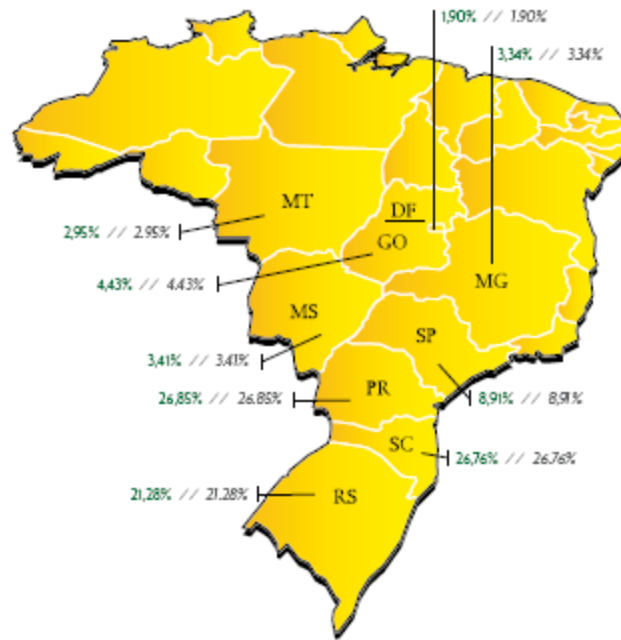 1,90% // 1.90%
3,34% // 3.34%
MT
DF
2,95% // 2.95%
GO
4,43% // 4.43%
MG
MS
SP
3,41% // 3.41%
PR
26,85% // 26.85%
8,91% // 8,91%
SC
26,76% // 26.76%
21,28% // 21.28%
RS